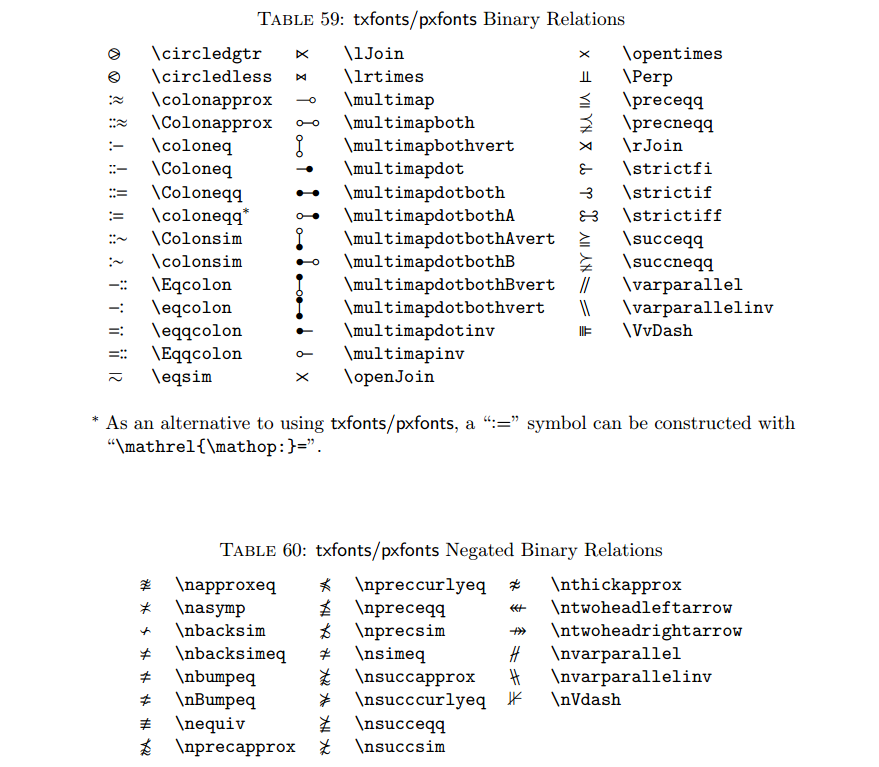 TABLE 59: txfonts/pxfonts Binary Relations
⧁ \circledgtr ⋉ \lJoin × \opentimes
⧀ \circledless ⋈ \lrtimes ⫫ \Perp
:≈ \colonapprox ⊸ \multimap ⪳ \preceqq
::≈ \Colonapprox ⧟ \multimapboth ⪵ \precneqq
:− \coloneq \multimapbothvert ⋊ \rJoin
::− \Coloneq \multimapdot \strictfi
::= \Coloneqq \multimapdotboth \strictif
:= \coloneqq* \multimapdotbothA \strictiff
::∼ \Colonsim \multimapdotbothAvert ⪴ \succeqq
:∼ \colonsim \multimapdotbothB ⪶ \succneqq
−:: \Eqcolon \multimapdotbothBvert // \varparallel
−: \eqcolon \multimapdotbothvert \\ \varparallelinv
=: \eqqcolon \multimapdotinv ⊪ \VvDash
=:: \Eqqcolon ⟜ \multimapinv
\eqsim \openJoin
* As an alternative to using txfonts/pxfonts, a “:=” symbol can be constructed with
“\mathrel{\mathop:}=”.
TABLE 60: txfonts/pxfonts Negated Binary Relations
\napproxeq \npreccurlyeq \nthickapprox
\nasymp \npreceqq \ntwoheadleftarrow
\nbacksim \nprecsim \ntwoheadrightarrow
\nbacksimeq \nsimeq \nvarparallel
\nbumpeq \nsuccapprox \nvarparallelinv
\nBumpeq \nsucccurlyeq ⊮ \nVdash
\nequiv \nsucceqq
\nprecapprox \nsuccsim